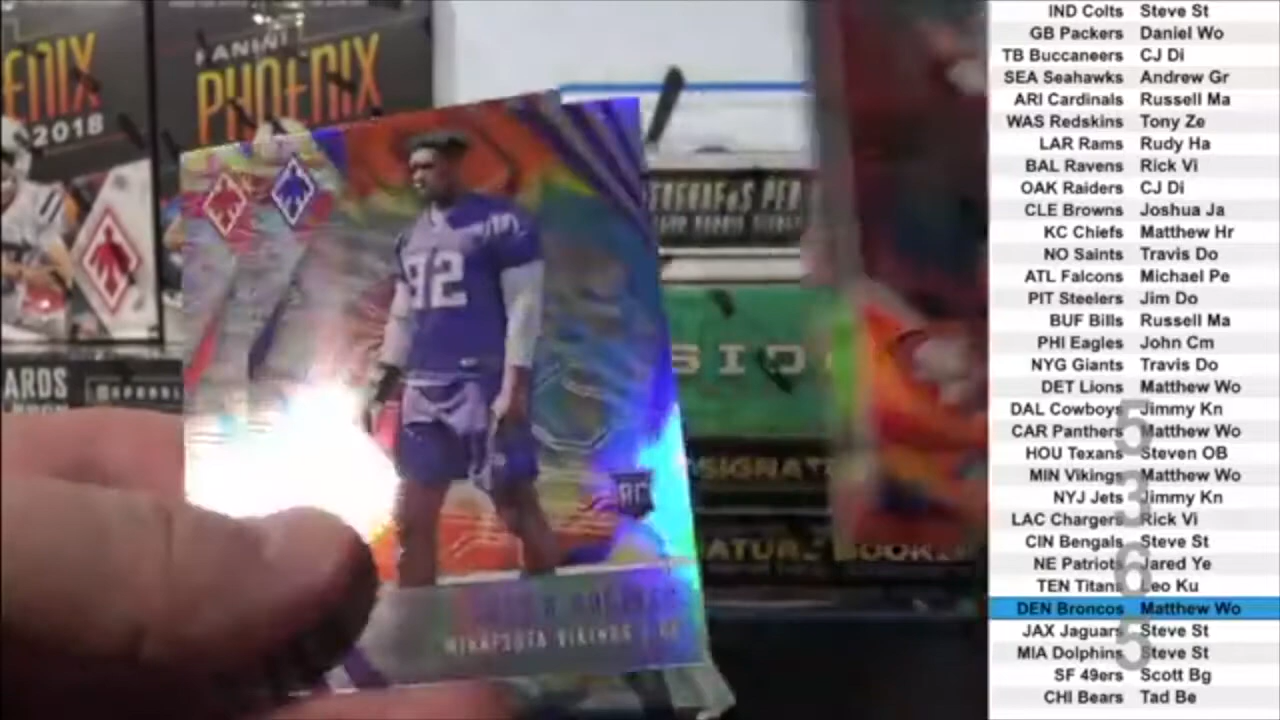 ENIX
2018
PANINI
PHOENIX
ARDS
SIGNAT
92
RC
MINNESOTA VIKINGS
IND Colts Steve St
GB Packers Daniel Wo
TB Buccaneers CJ Di
SEA Seahawks Andrew Gr
ARI Cardinals Russell Ma
WAS Redskins Tony Ze
LAR Rams Rudy Ha
BAL Ravens Rick Vi
OAK Raiders CJ Di
CLE Browns Joshua Ja
KC Chiefs Matthew Hr
NO Saints Travis Do
ATL Falcons Michael Pe
PIT Steelers Jim Do
BUF Bills Russell Ma
PHI Eagles John Cm
NYG Giants Travis Do
DET Lions Matthew Wo
DAL Cowboys Jimmy Kn
CAR Panthers Matthew Wo
HOU Texans Steven OB
MIN Vikings Matthew Wo
NYJ Jets Jimmy Kn
LAC Chargers Rick Vi
CIN Bengals Steve St
NE Patriots Jared Ye
TEN Titans Leo Ku
DEN Broncos Matthew Wo
JAX Jaguars Steve St
MIA Dolphins Steve St
SF 49ers Scott Bg
CHI Bears Tad Be
5365